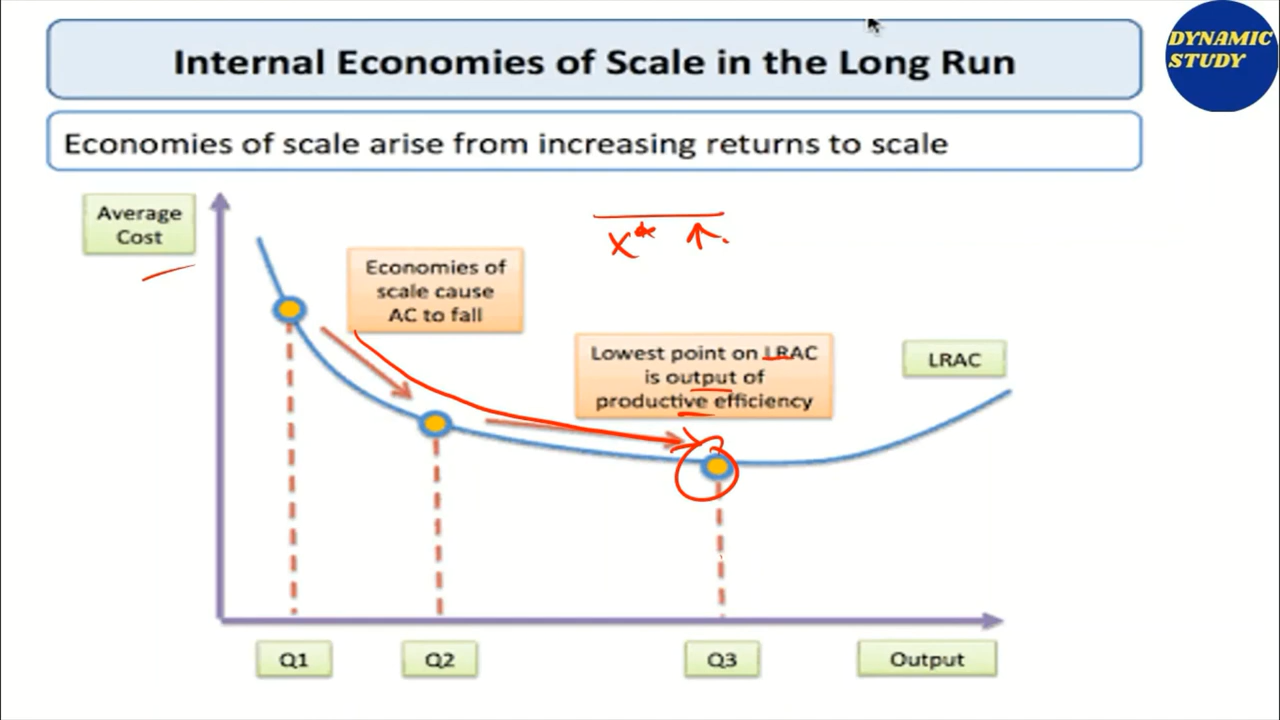 Internal Economies of Scale in the Long Run
DYNAMIC
STUDY
Economies of scale arise from increasing returns to scale
Average
Cost
Economies of
scale cause
AC to fall
Lowest point on LRAC
is output of
productive efficiency
LRAC
Q1
Q2
Q3
Output